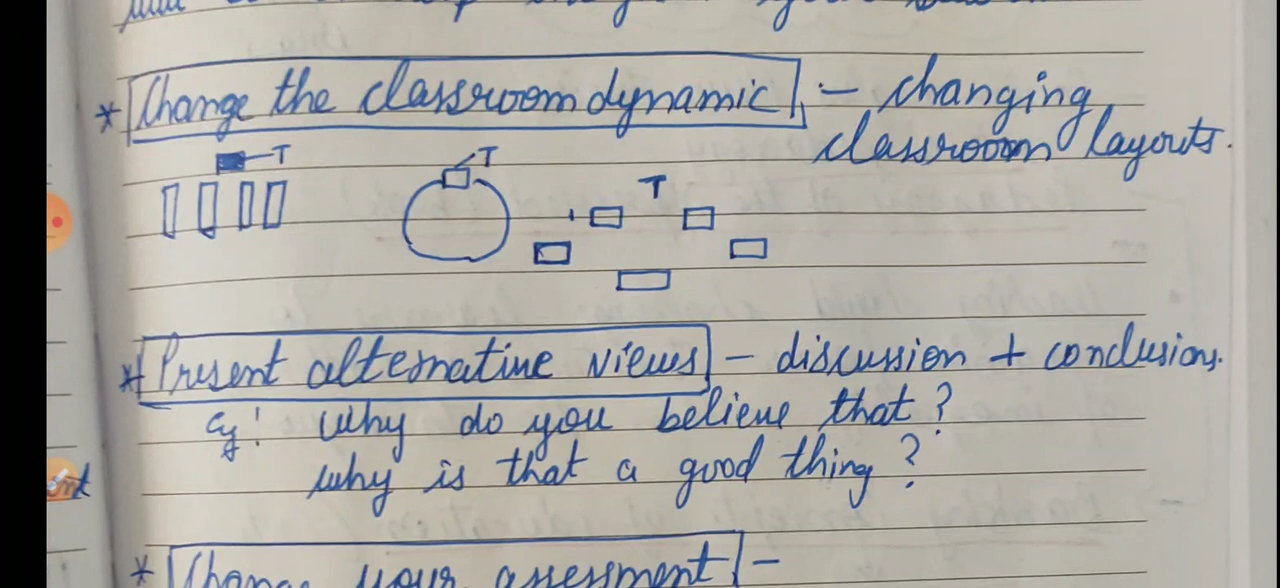 * Change the classroom dynamic, - changing
classroom layouts.
T
T
T
* Present alternative views - discussion + conclusions.
Eg: Why do you believe that?
Why is that a good thing?
* Change your assessment -